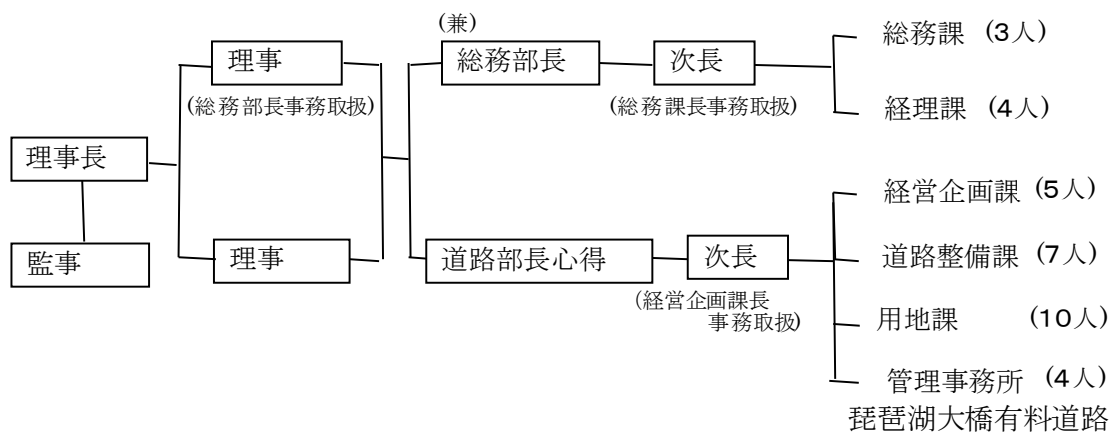 (兼)
総務課 (3人)
理事
総務部長
次長
(総務部長事務取扱)
(総務課長事務取扱)
経理課 (4人)
理事長
経営企画課 (5人)
監事
理事
道路部長心得
次長
道路整備課 (7人)
(経営企画課長
事務取扱)
用地課 (10人)
管理事務所 (4人)
琵琶湖大橋有料道路